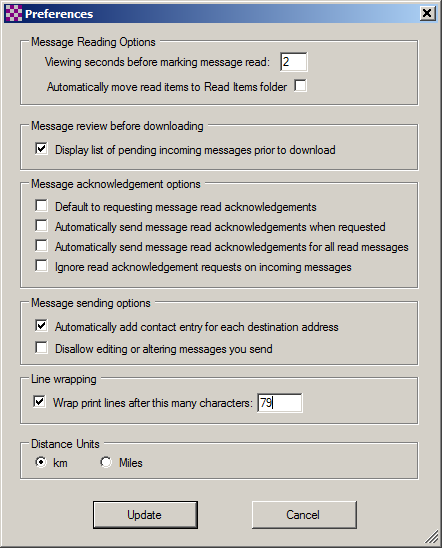 Preferences
Message Reading Options
Viewing seconds before marking message read: 2
Automatically move read items to Read Items folder
Message review before downloading
Display list of pending incoming messages prior to download
Message acknowledgement options
Default to requesting message read acknowledgements
Automatically send message read acknowledgements when requested
Automatically send message read acknowledgements for all read messages
Ignore read acknowledgement requests on incoming messages
Message sending options
Automatically add contact entry for each destination address
Disallow editing or altering messages you send
Line wrapping
Wrap print lines after this many characters: 79
Distance Units
km Miles
Update Cancel